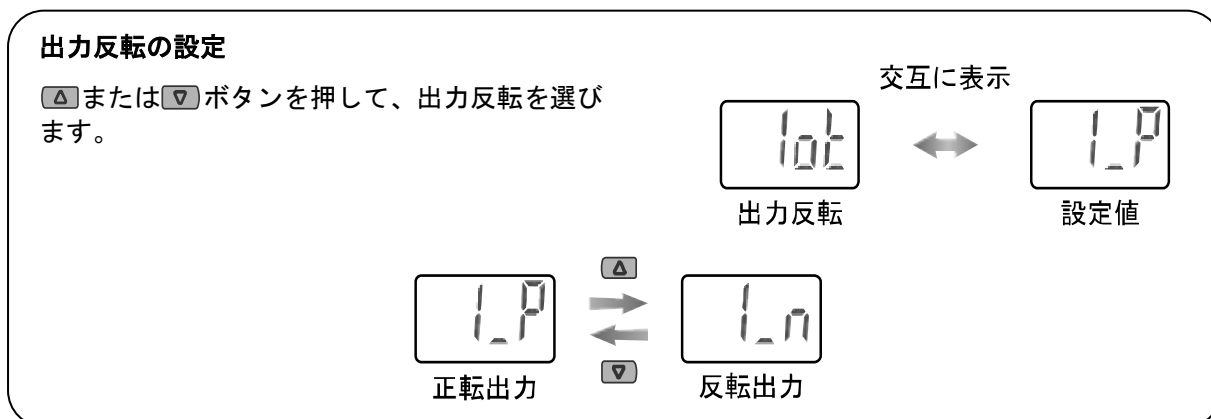 出力反転の設定
△または▽ボタンを押して、出力反転を選び
ます。
交互に表示
1ot
1_P
出力反転
設定値
△
1_P
1_n
▽
正転出力
反転出力